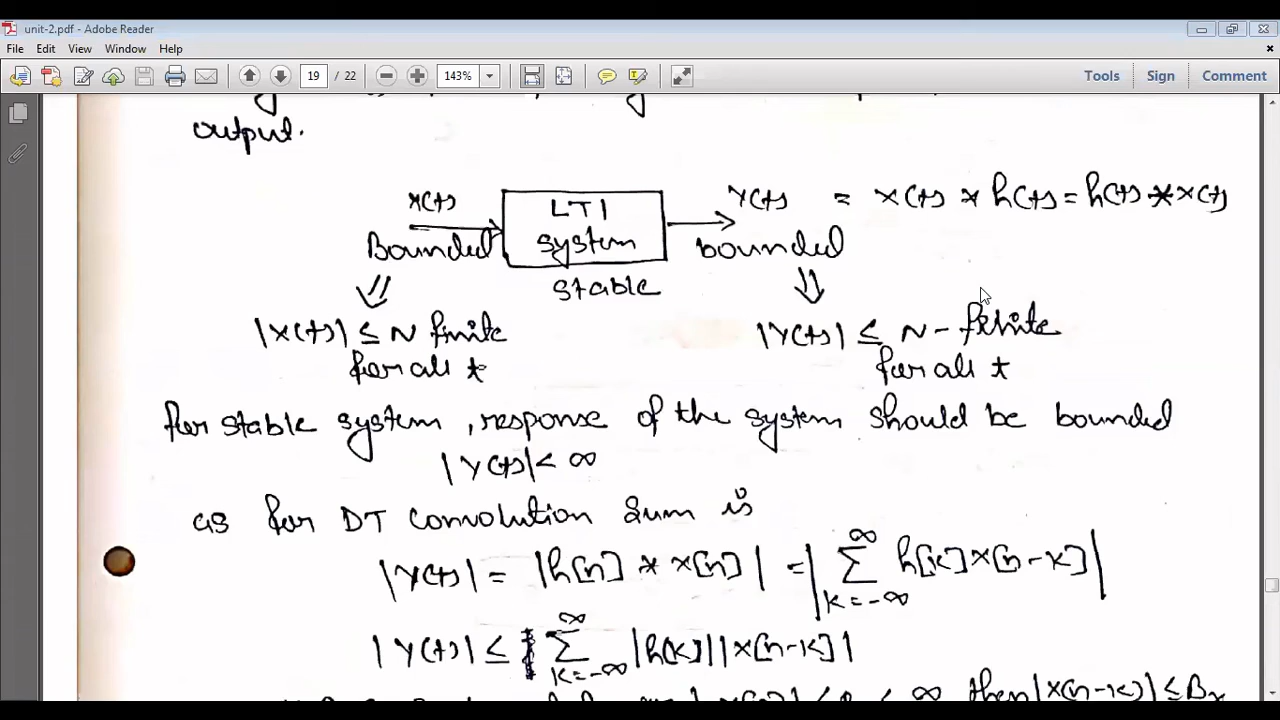 unit-2.pdf - Adobe Reader
File Edit View Window Help
19 / 22 143% Tools Sign Comment
output.
x(t) LTI system y(t) = x(t) * h(t) = h(t) * x(t)
Bounded bounded
stable
|x(t)| ≤ N finite |y(t)| ≤ N - finite
for all t for all t
for stable system, response of the system should be bounded
|y(t)| < ∞
as for DT convolution sum is
|y(t)| = |h[n] * x[n]| = |∑ k=-∞ ∞ h[k] x[n-k]|
|y(t)| ≤ ∑ k=-∞ ∞ |h[k]| |x[n-k]|
< ∞ then |x[n-k]| ≤ Bx